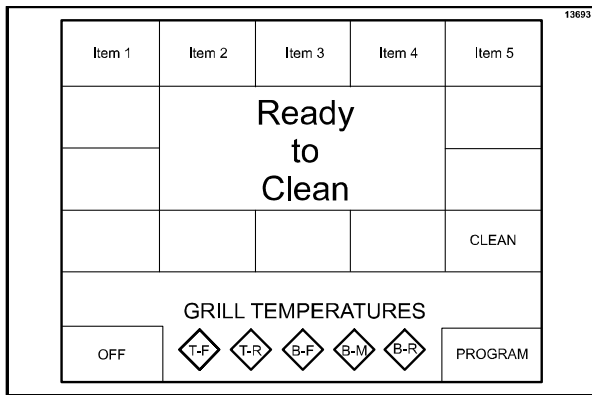 13693
Item 1 Item 2 Item 3 Item 4 Item 5
Ready
to
Clean
CLEAN
GRILL TEMPERATURES
OFF T-F T-R B-F B-M B-R PROGRAM